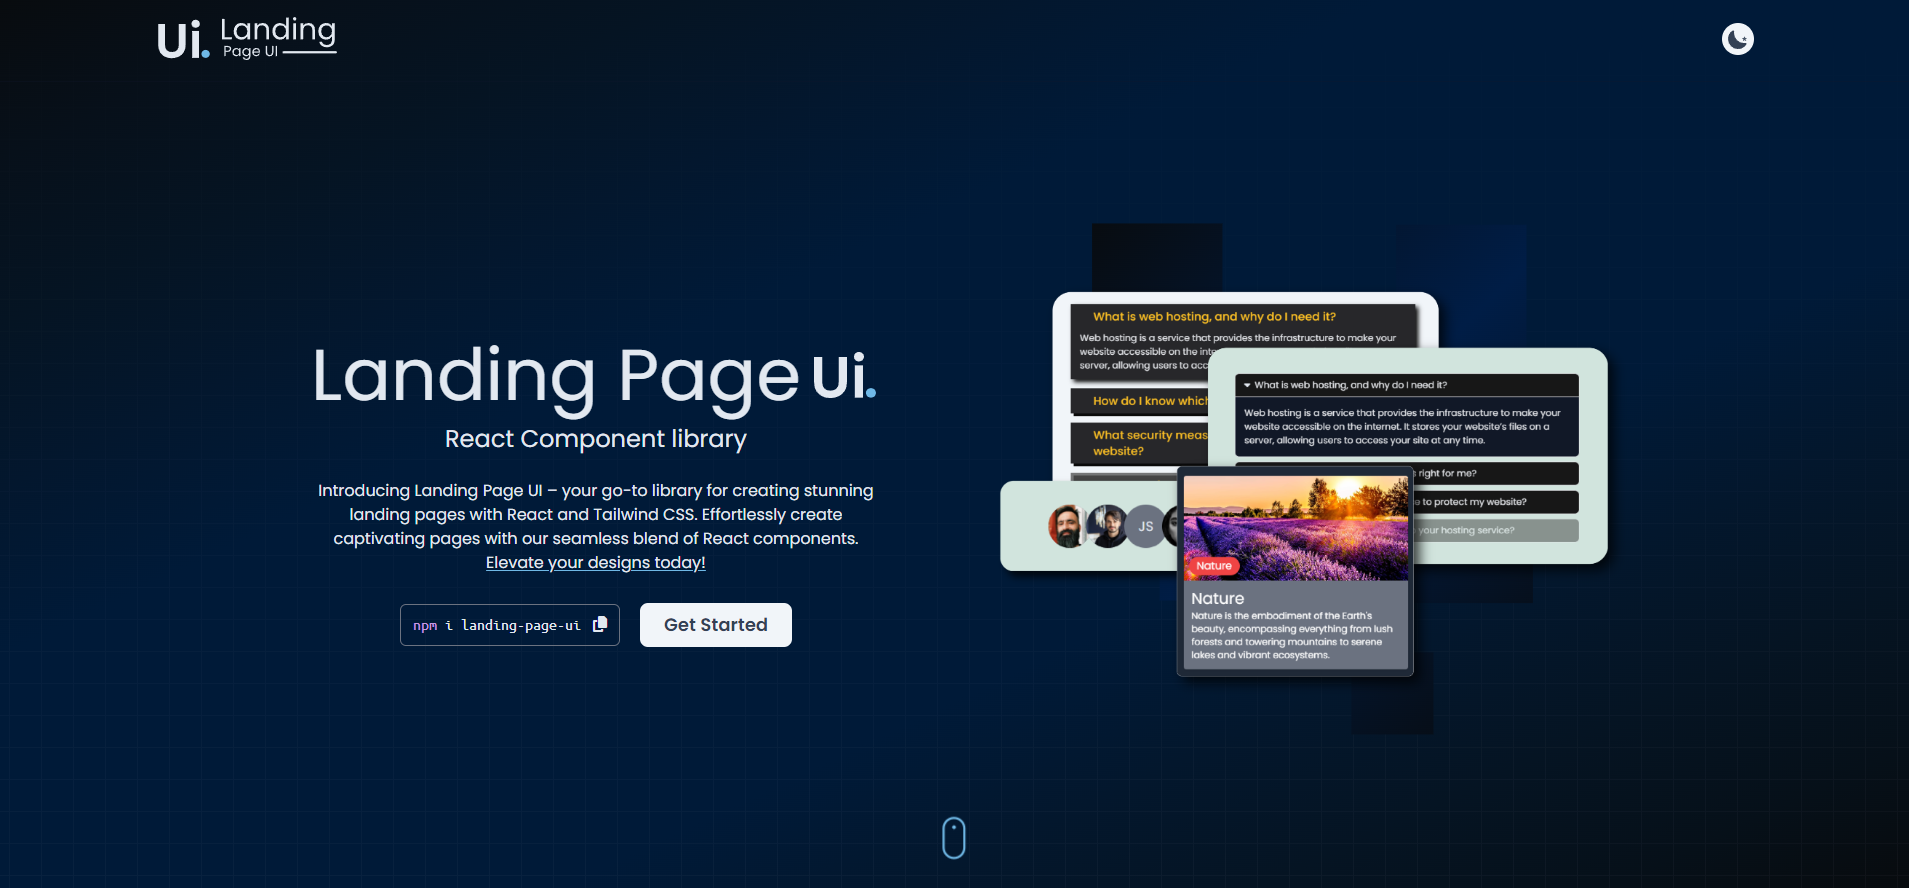 Ui. Landing
Page UI
Landing Page Ui.
React Component library
Introducing Landing Page UI – your go-to library for creating stunning
landing pages with React and Tailwind CSS. Effortlessly create
captivating pages with our seamless blend of React components.
Elevate your designs today!
npm i landing-page-ui
Get Started
What is web hosting, and why do I need it?
Web hosting is a service that provides the infrastructure to make your
website accessible on the inte
server, allowing users to acc
How do I know which
What security meas
website?
What is web hosting, and why do I need it?
Web hosting is a service that provides the infrastructure to make your
website accessible on the internet. It stores your website's files on a
server, allowing users to access your site at any time.
right for me?
e to protect my website?
your hosting service?
JS
Nature
Nature
Nature is the embodiment of the Earth's
beauty, encompassing everything from lush
forests and towering mountains to serene
lakes and vibrant ecosystems.